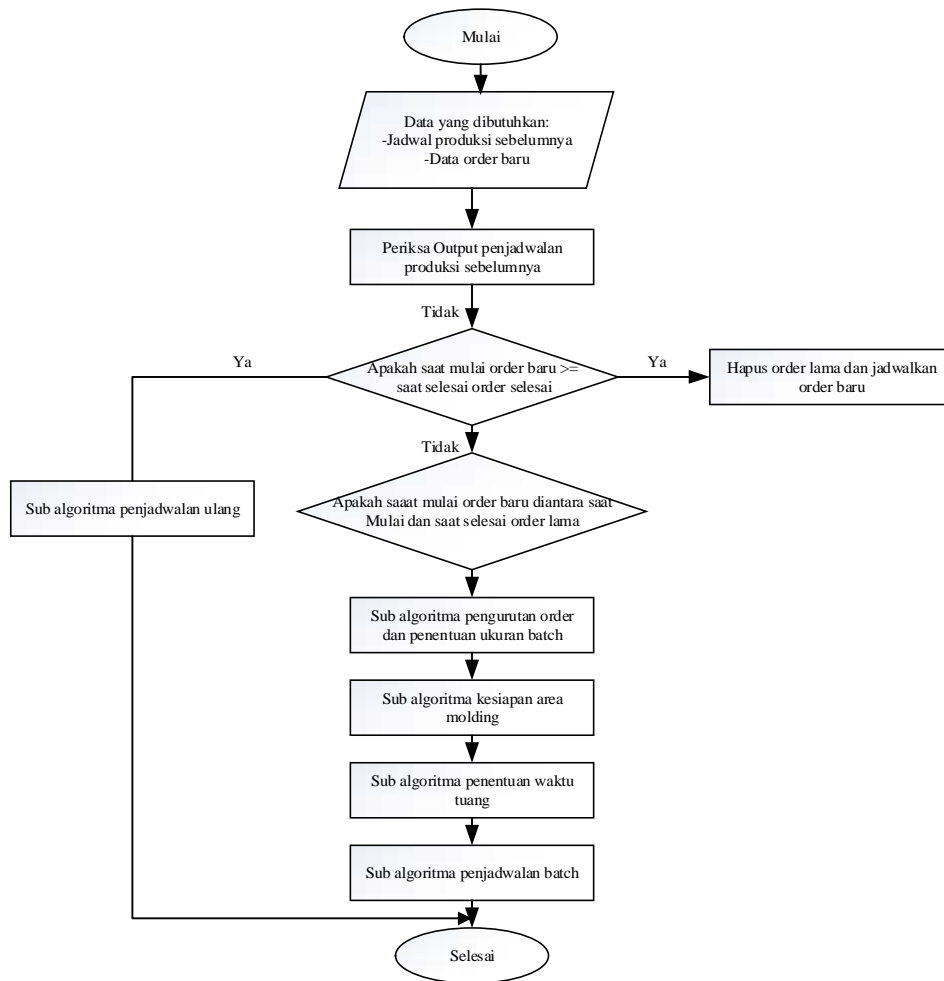 Mulai
Data yang dibutuhkan:
-Jadwal produksi sebelumnya
-Data order baru
Periksa Output penjadwalan
produksi sebelumnya
Tidak
Ya
Apakah saat mulai order baru >=
saat selesai order selesai
Ya
Hapus order lama dan jadwalkan
order baru
Tidak
Sub algoritma penjadwalan ulang
Apakah saaat mulai order baru diantara saat
Mulai dan saat selesai order lama
Sub algoritma pengurutan order
dan penentuan ukuran batch
Sub algoritma kesiapan area
molding
Sub algoritma penentuan waktu
tuang
Sub algoritma penjadwalan batch
Selesai